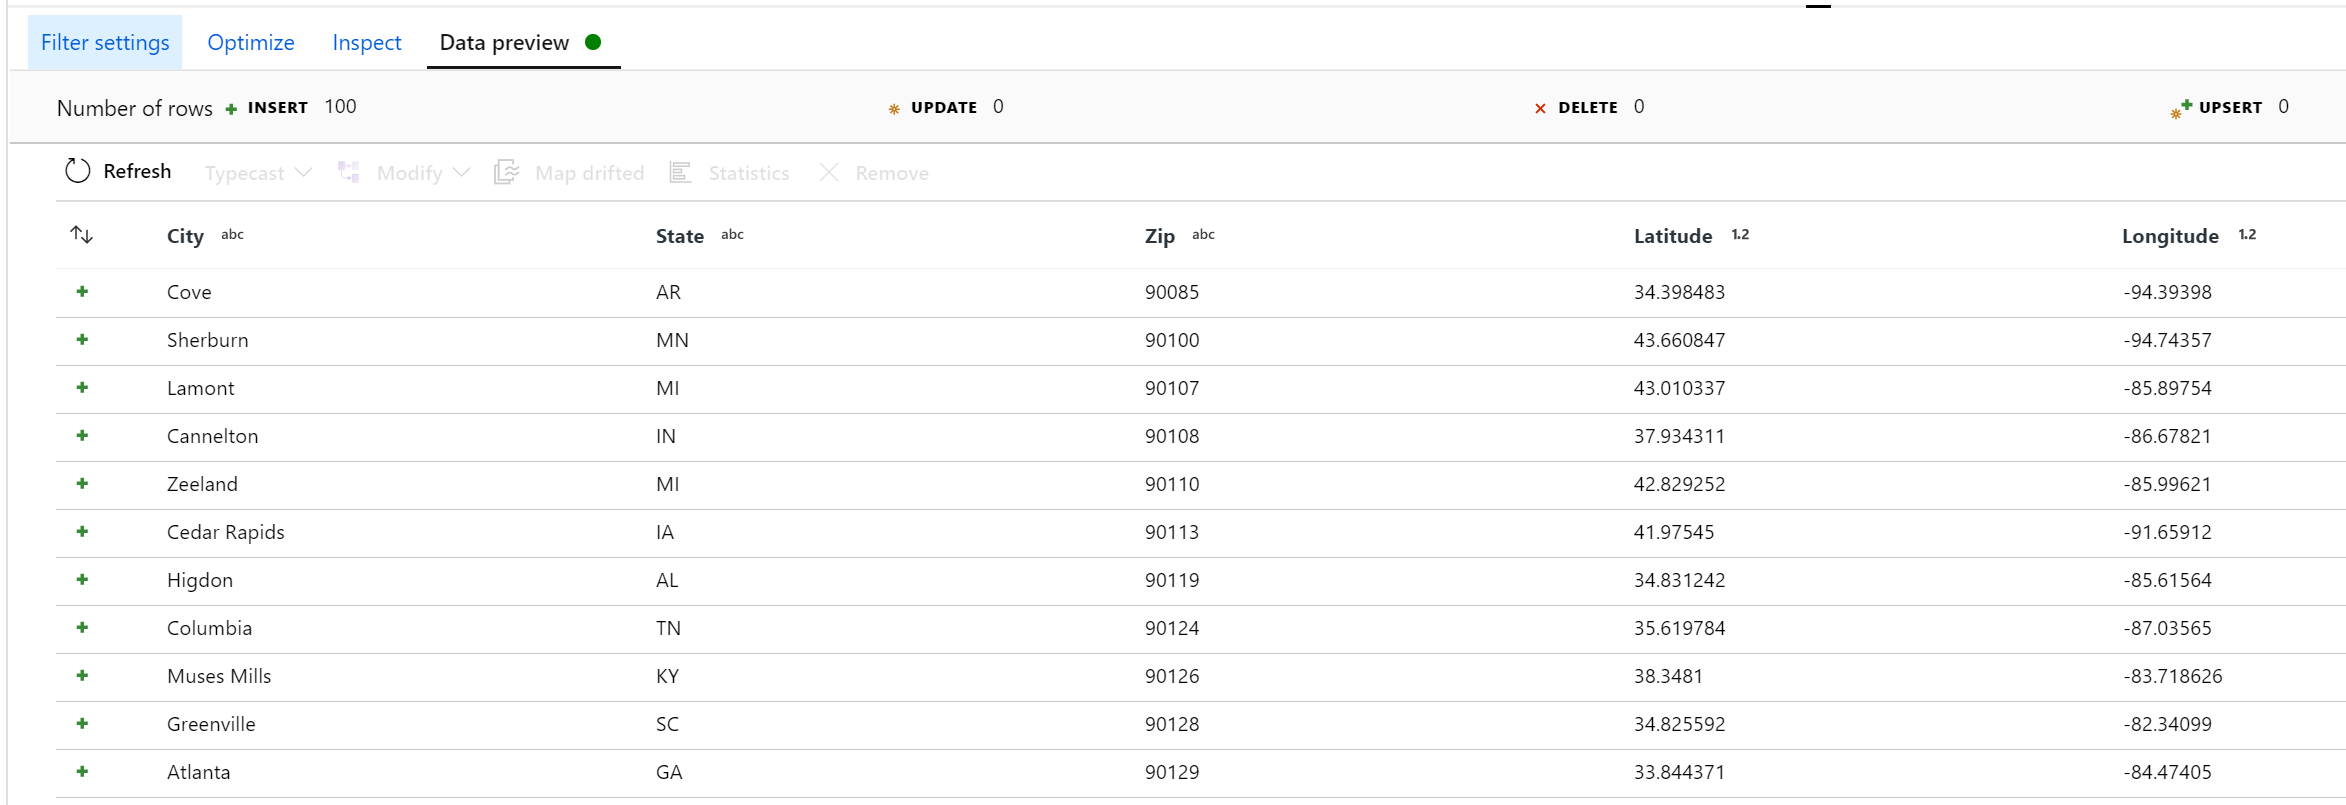 Filter settings Optimize Inspect Data preview
Number of rows INSERT 100 UPDATE 0 DELETE 0 UPSERT 0
Refresh Typecast Modify Map drifted Statistics Remove
City abc State abc Zip abc Latitude 1.2 Longitude 1.2
Cove AR 90085 34.398483 -94.39398
Sherburn MN 90100 43.660847 -94.74357
Lamont MI 90107 43.010337 -85.89754
Cannelton IN 90108 37.934311 -86.67821
Zeeland MI 90110 42.829252 -85.99621
Cedar Rapids IA 90113 41.97545 -91.65912
Higdon AL 90119 34.831242 -85.61564
Columbia TN 90124 35.619784 -87.03565
Muses Mills KY 90126 38.3481 -83.718626
Greenville SC 90128 34.825592 -82.34099
Atlanta GA 90129 33.844371 -84.47405